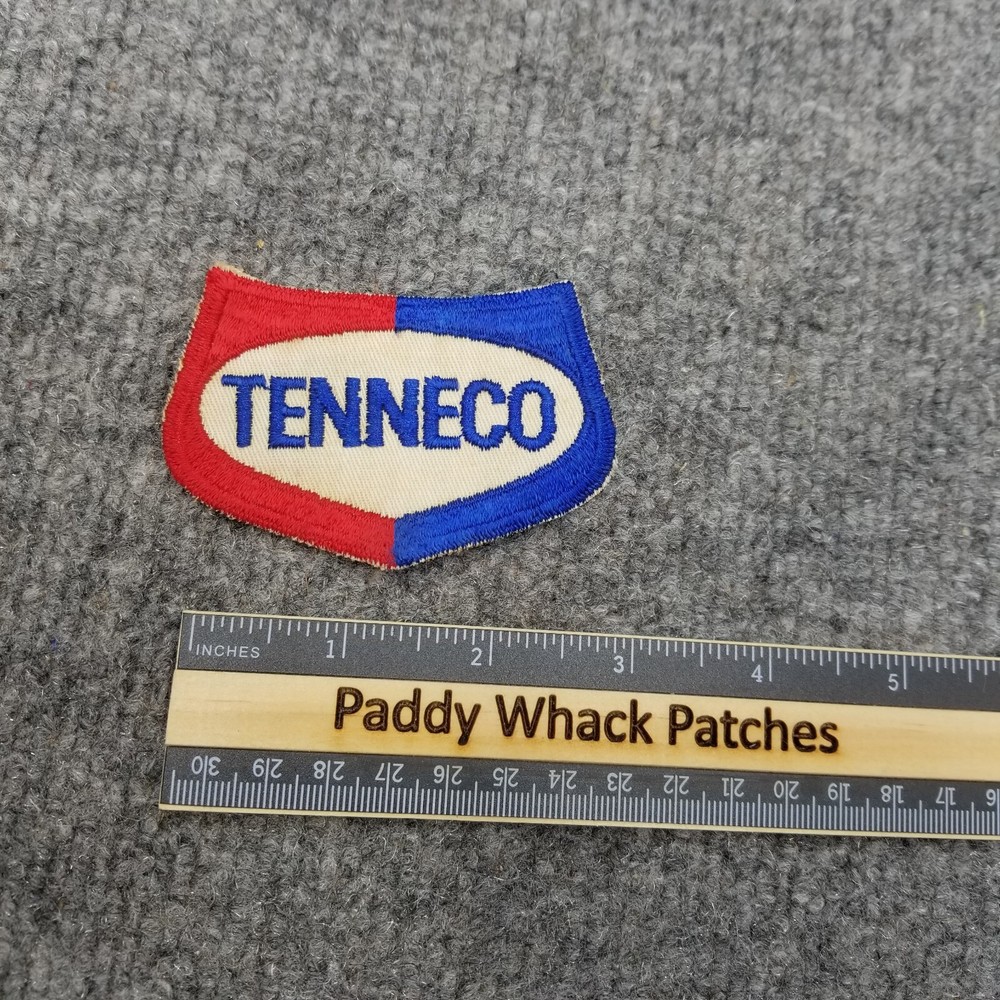 TENNECO
INCHES 1 2 3 4 5
Paddy Whack Patches
30 29 28 27 26 25 24 23 22 21 20 19 18 17 16